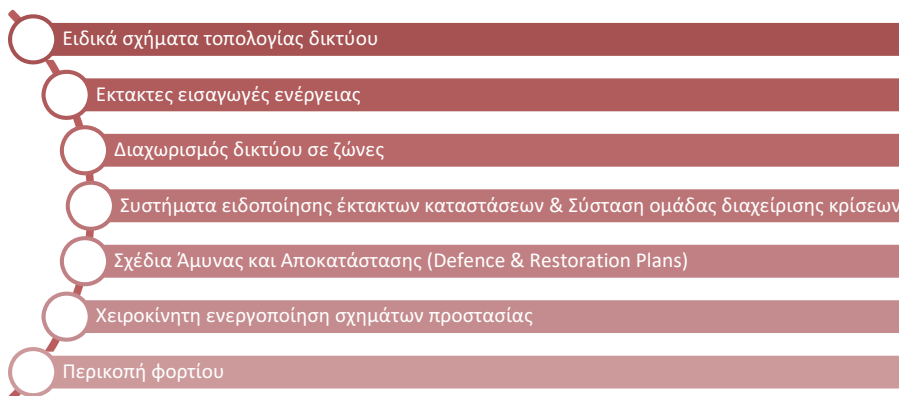 Ειδικά σχήματα τοπολογίας δικτύου
Εκτακτες εισαγωγές ενέργειας
Διαχωρισμός δικτύου σε ζώνες
Συστήματα ειδοποίησης έκτακτων καταστάσεων & Σύσταση ομάδας διαχείρισης κρίσεων
Σχέδια Άμυνας και Αποκατάστασης (Defence & Restoration Plans)
Χειροκίνητη ενεργοποίηση σχημάτων προστασίας
Περικοπή φορτίου